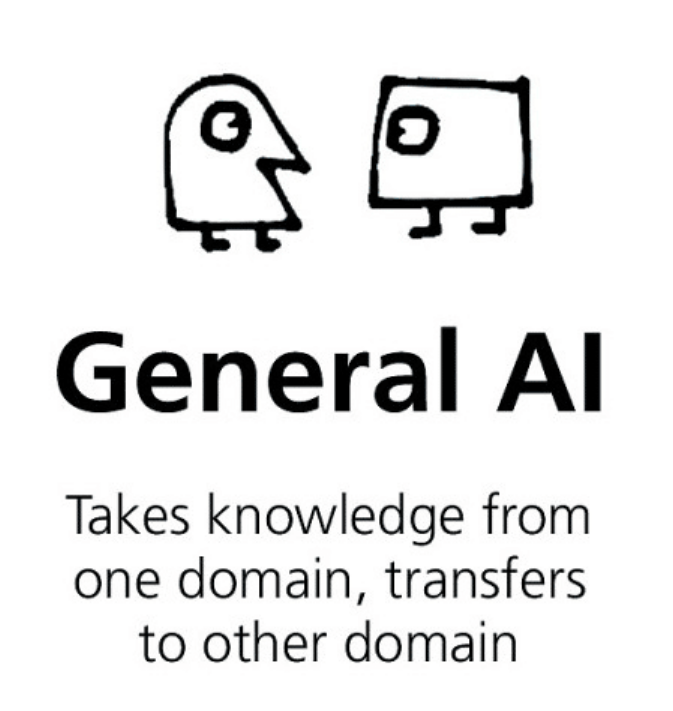 General AI
Takes knowledge from
one domain, transfers
to other domain